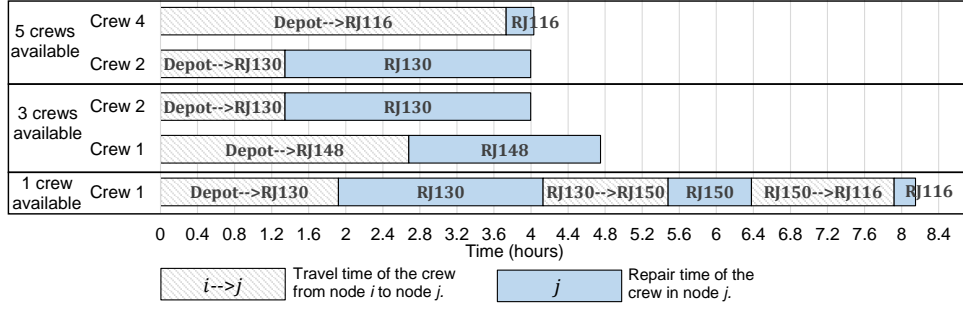 5 crews
available
Crew 4
Depot-->RJ116
RJ116
Crew 2
Depot-->RJ130
RJ130
3 crews
available
Crew 2
Depot-->RJ130
RJ130
Crew 1
Depot-->RJ148
RJ148
1 crew
available
Crew 1
Depot-->RJ130
RJ130
RJ130-->RJ150
RJ150
RJ150-->RJ116
RJ116
0 0.4 0.8 1.2 1.6 2 2.4 2.8 3.2 3.6 4 4.4 4.8 5.2 5.6 6 6.4 6.8 7.2 7.6 8 8.4
Time (hours)
i-->j
Travel time of the crew
from node i to node j.
j
Repair time of the
crew in node j.